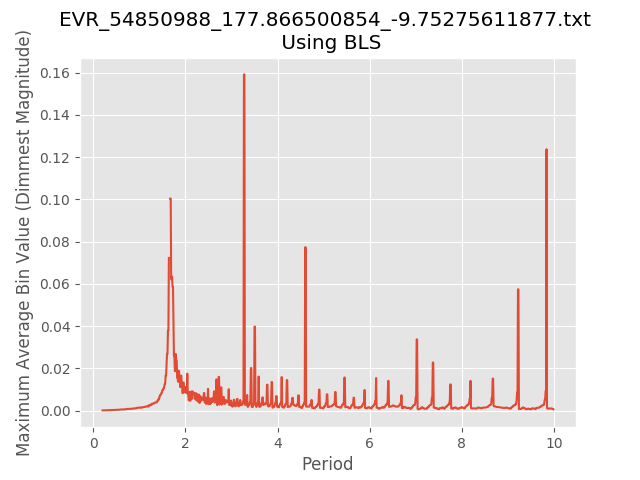 EVR_54850988_177.866500854_-9.75275611877.txt
Using BLS
Maximum Average Bin Value (Dimmest Magnitude)
0.16
0.14
0.12
0.10
0.08
0.06
0.04
0.02
0.00
0 2 4 6 8 10
Period